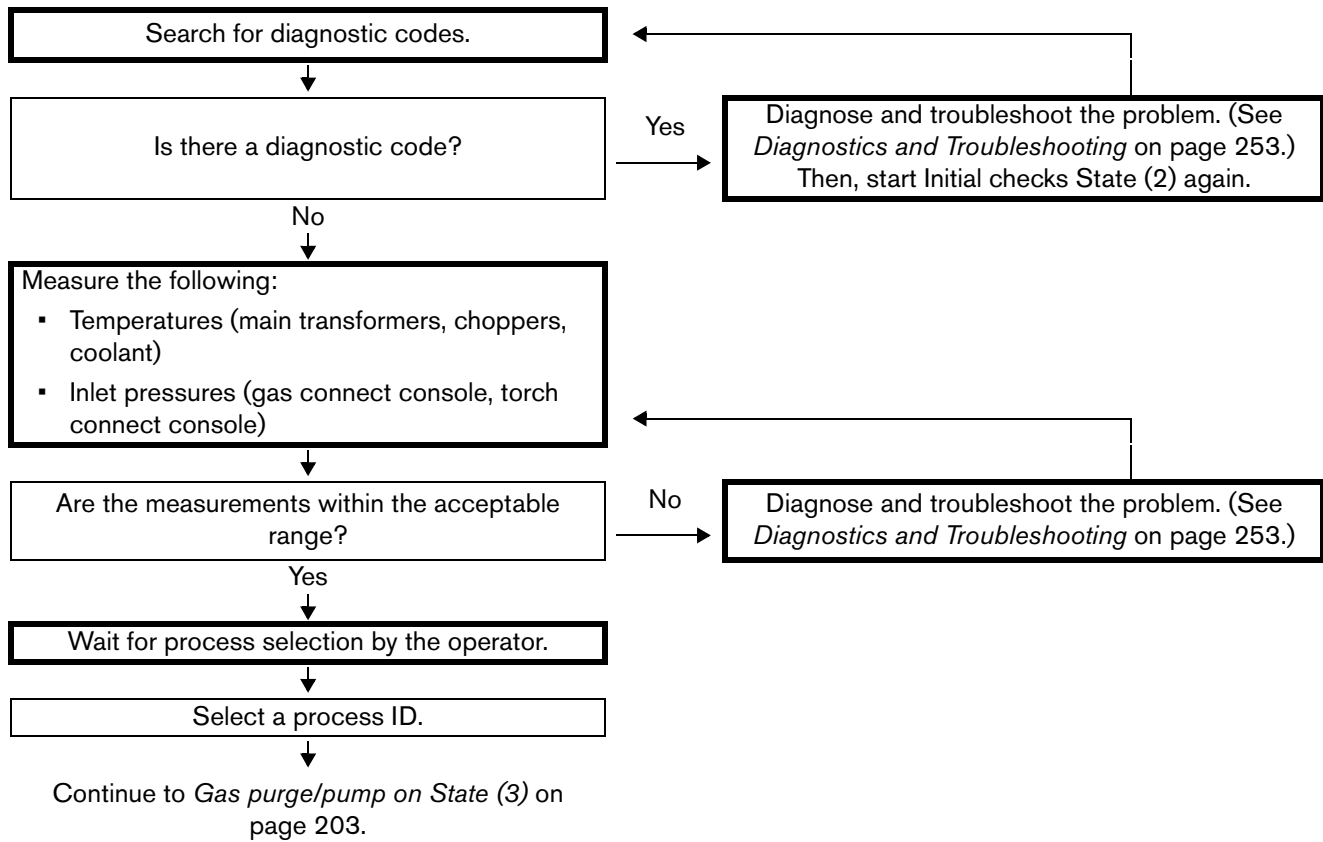 Search for diagnostic codes.
Is there a diagnostic code?
Yes
Diagnose and troubleshoot the problem. (See
Diagnostics and Troubleshooting on page 253.)
Then, start Initial checks State (2) again.
No
Measure the following:
▪ Temperatures (main transformers, choppers,
coolant)
▪ Inlet pressures (gas connect console, torch
connect console)
Are the measurements within the acceptable
range?
No
Diagnose and troubleshoot the problem. (See
Diagnostics and Troubleshooting on page 253.)
Yes
Wait for process selection by the operator.
Select a process ID.
Continue to Gas purge/pump on State (3) on
page 203.